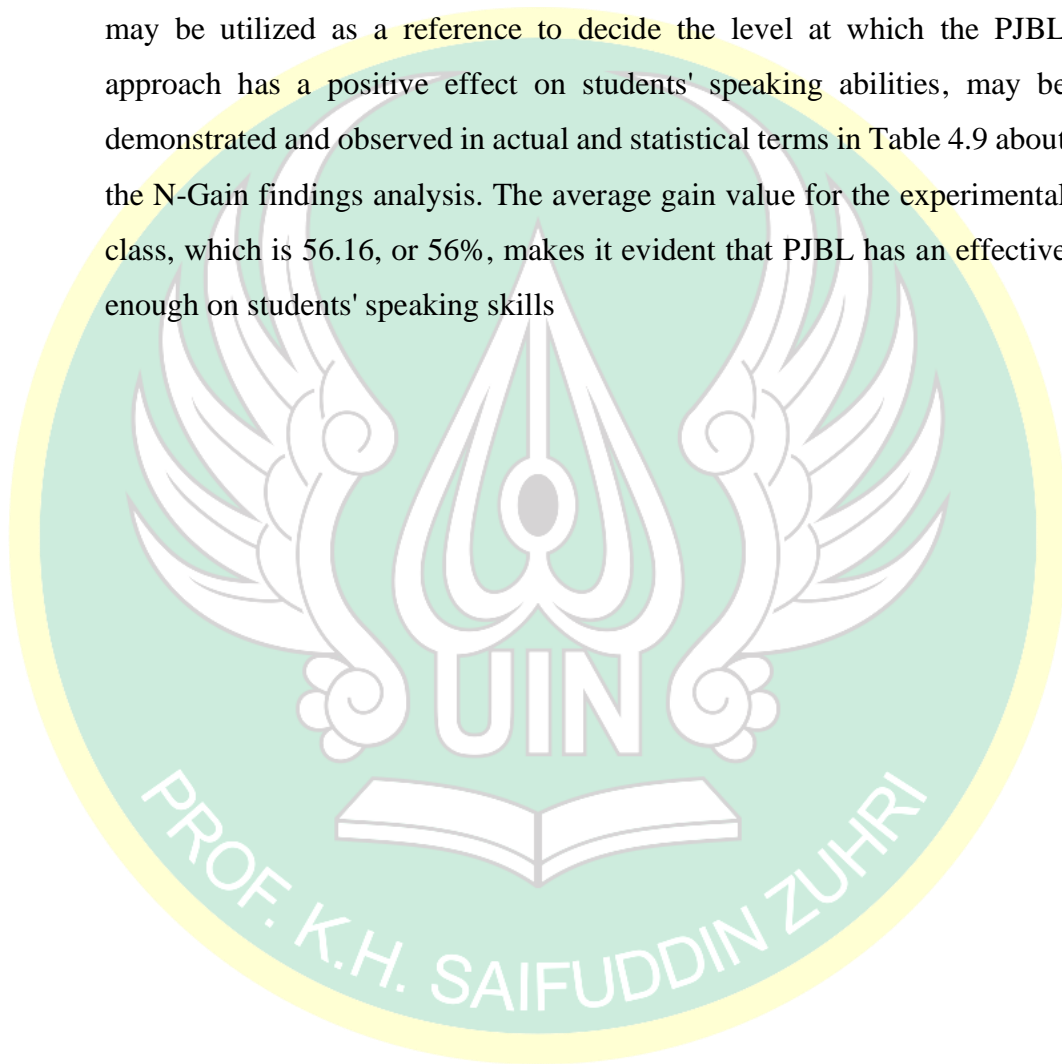 may be utilized as a reference to decide the level at which the PJBL
approach has a positive effect on students' speaking abilities, may be
demonstrated and observed in actual and statistical terms in Table 4.9 about
the N-Gain findings analysis. The average gain value for the experimental
class, which is 56.16, or 56%, makes it evident that PJBL has an effective
enough on students' speaking skills
UIN
PROF. K.H. SAIFUDDIN ZUHRI